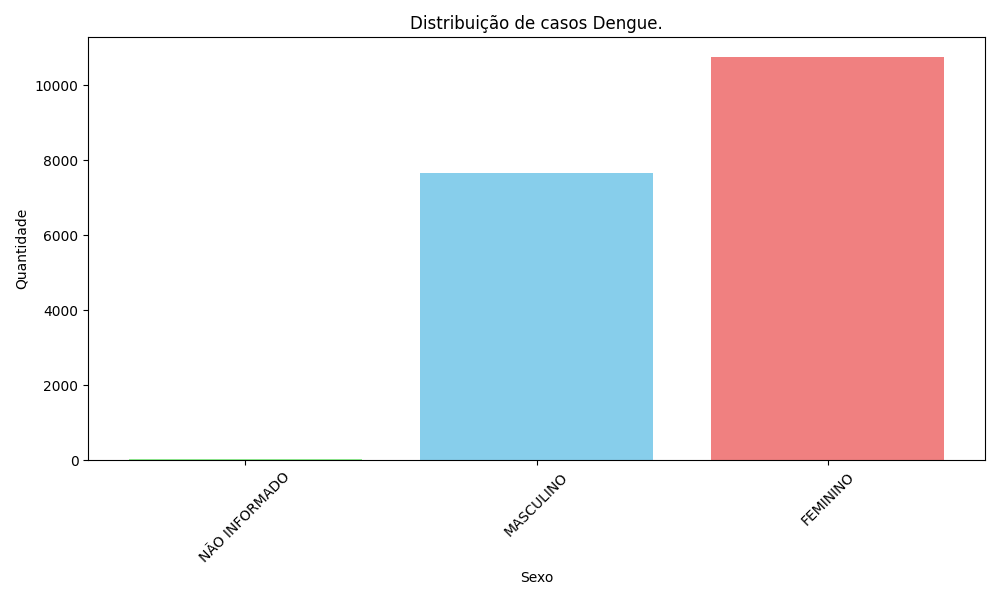 Distribuição de casos Dengue.
Quantidade
10000
8000
6000
4000
2000
0
NÃO INFORMADO
MASCULINO
FEMININO
Sexo